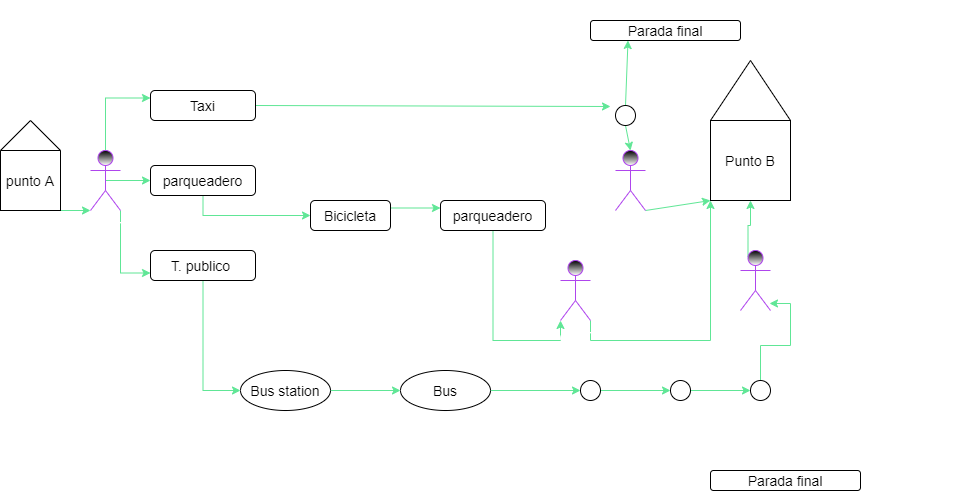 Parada final
Taxi
punto A
parqueadero
Punto B
Bicicleta
parqueadero
T. publico
Bus station
Bus
Parada final